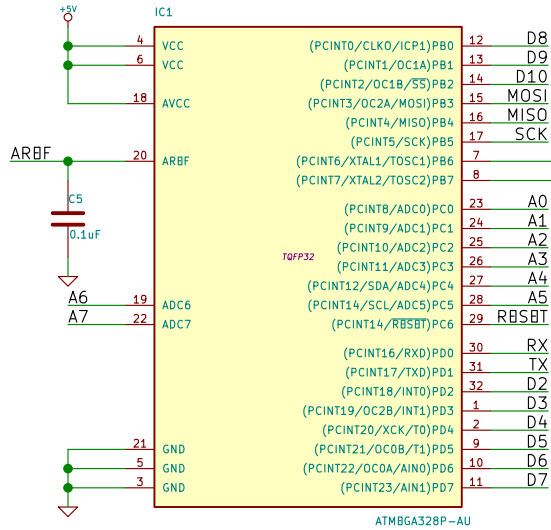 +5V
IC1
4 VCC (PCINT0/CLKO/ICP1)PB0 12 D8
6 VCC (PCINT1/OC1A)PB1 13 D9
(PCINT2/OC1B/SS)PB2 14 D10
18 AVCC (PCINT3/OC2A/MOSI)PB3 15 MOSI
(PCINT4/MISO)PB4 16 MISO
(PCINT5/SCK)PB5 17 SCK
ARBF 20 ARBF (PCINT6/XTAL1/TOSC1)PB6 7
(PCINT7/XTAL2/TOSC2)PB7 8
C5 (PCINT8/ADC0)PC0 23 A0
0.1uF (PCINT9/ADC1)PC1 24 A1
(PCINT10/ADC2)PC2 25 A2
TQFP32
(PCINT11/ADC3)PC3 26 A3
(PCINT12/SDA/ADC4)PC4 27 A4
A6 19 ADC6 (PCINT14/SCL/ADC5)PC5 28 A5
A7 22 ADC7 (PCINT14/RBSBT)PC6 29 RBSBT
(PCINT16/RXD)PD0 30 RX
(PCINT17/TXD)PD1 31 TX
(PCINT18/INT0)PD2 32 D2
(PCINT19/OC2B/INT1)PD3 1 D3
(PCINT20/XCK/T0)PD4 2 D4
21 GND (PCINT21/OC0B/T1)PD5 9 D5
5 GND (PCINT22/OC0A/AIN0)PD6 10 D6
3 GND (PCINT23/AIN1)PD7 11 D7
ATMBGA328P-AU